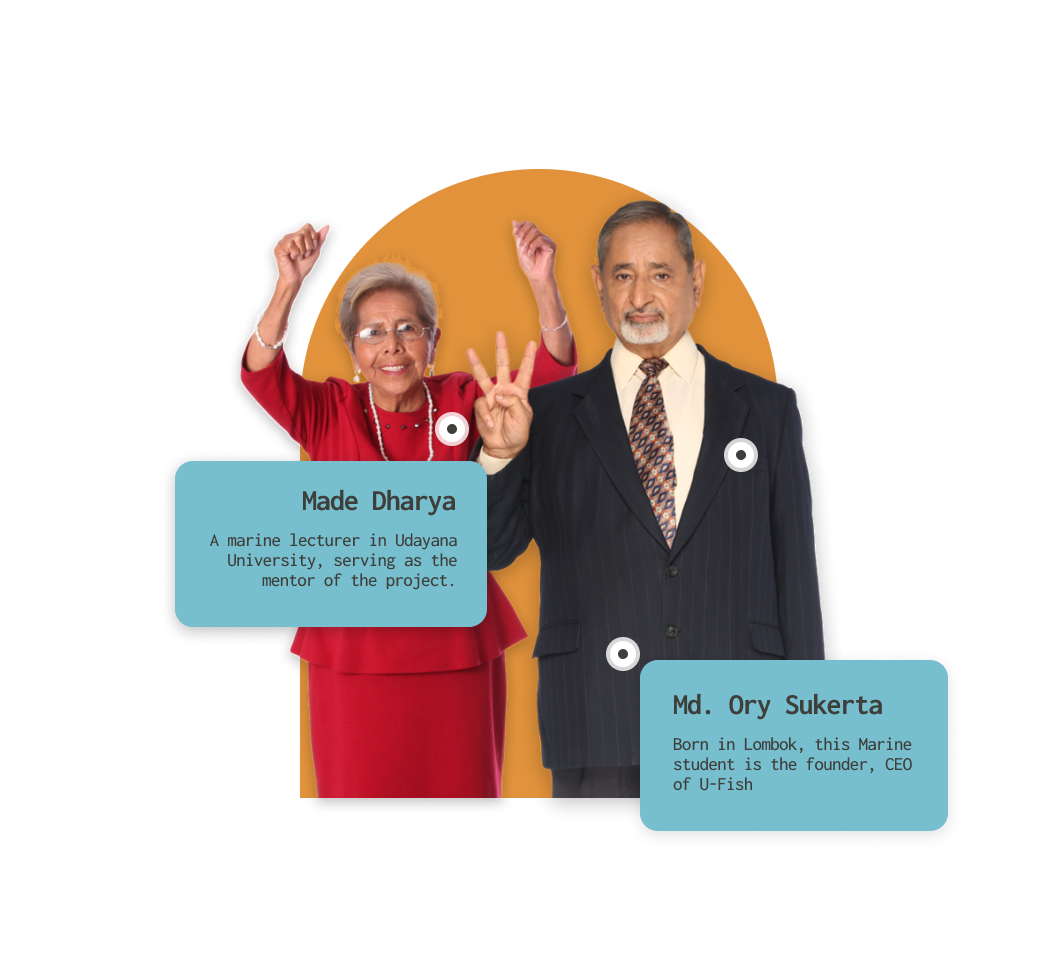 Made Dharya
A marine lecturer in Udayana
University, serving as the
mentor of the project.
Md. Ory Sukerta
Born in Lombok, this Marine
student is the founder, CEO
of U-Fish